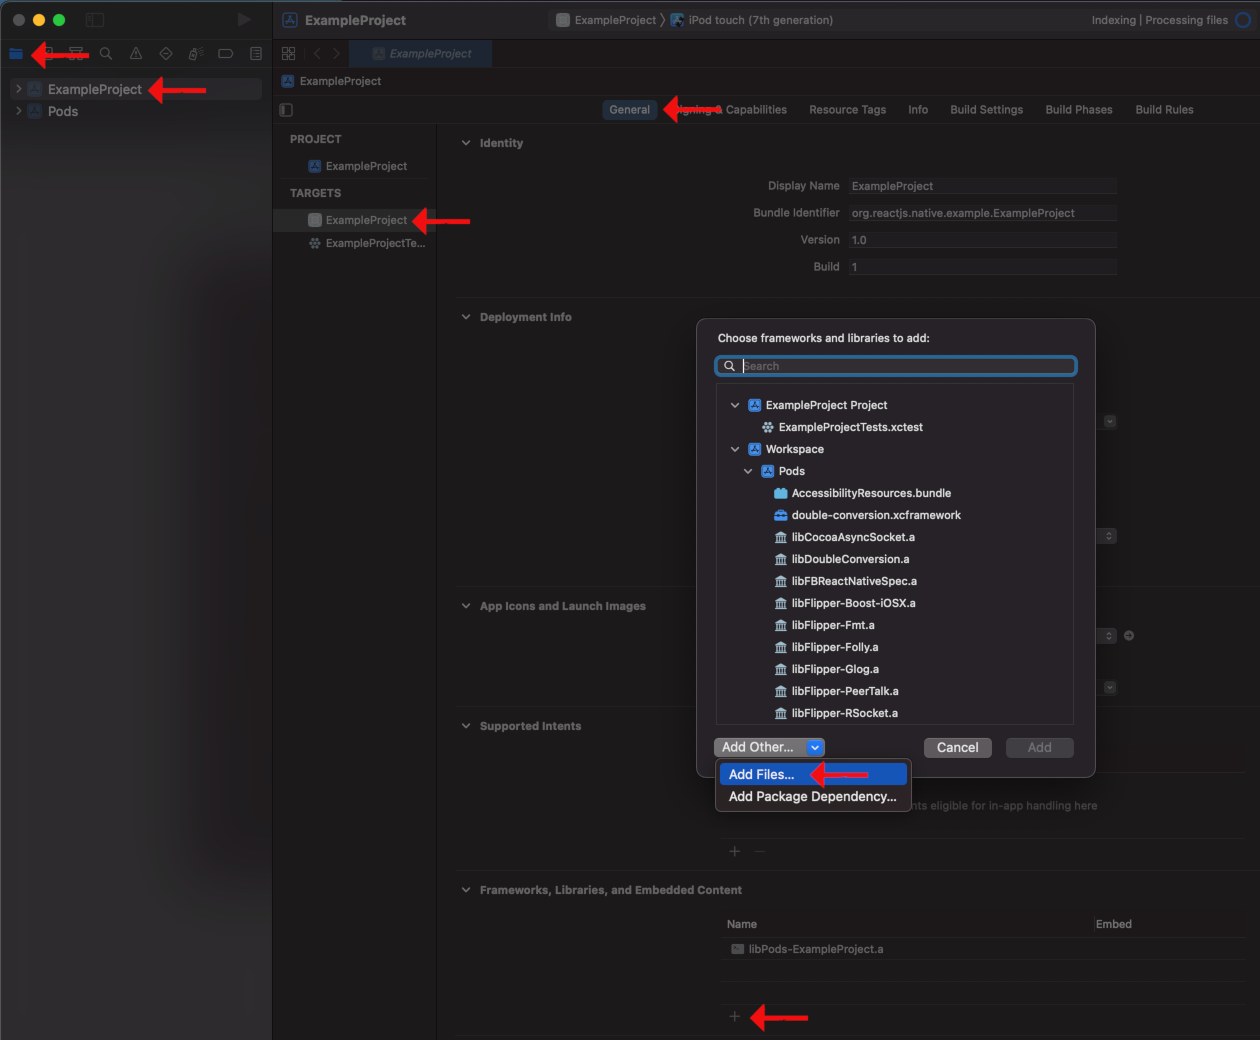 ExampleProject
ExampleProject
iPod touch (7th generation)
Indexing | Processing files
ExampleProject
ExampleProject
Pods
ExampleProject
General
Signing & Capabilities
Resource Tags
Info
Build Settings
Build Phases
Build Rules
PROJECT
ExampleProject
TARGETS
ExampleProject
ExampleProjectTe...
Identity
Display Name
ExampleProject
Bundle Identifier
org.reactjs.native.example.ExampleProject
Version
1.0
Build
1
Deployment Info
App Icons and Launch Images
Supported Intents
Choose frameworks and libraries to add:
Search
ExampleProject Project
ExampleProjectTests.xctest
Workspace
Pods
AccessibilityResources.bundle
double-conversion.xcframework
libCocoaAsyncSocket.a
libDoubleConversion.a
libFBReactNativeSpec.a
libFlipper-Boost-iOSX.a
libFlipper-Fmt.a
libFlipper-Folly.a
libFlipper-Glog.a
libFlipper-PeerTalk.a
libFlipper-RSocket.a
Add Other...
Cancel
Add
Add Files...
Add Package Dependency...
eligible for in-app handling here
Frameworks, Libraries, and Embedded Content
Name
Embed
libPods-ExampleProject.a